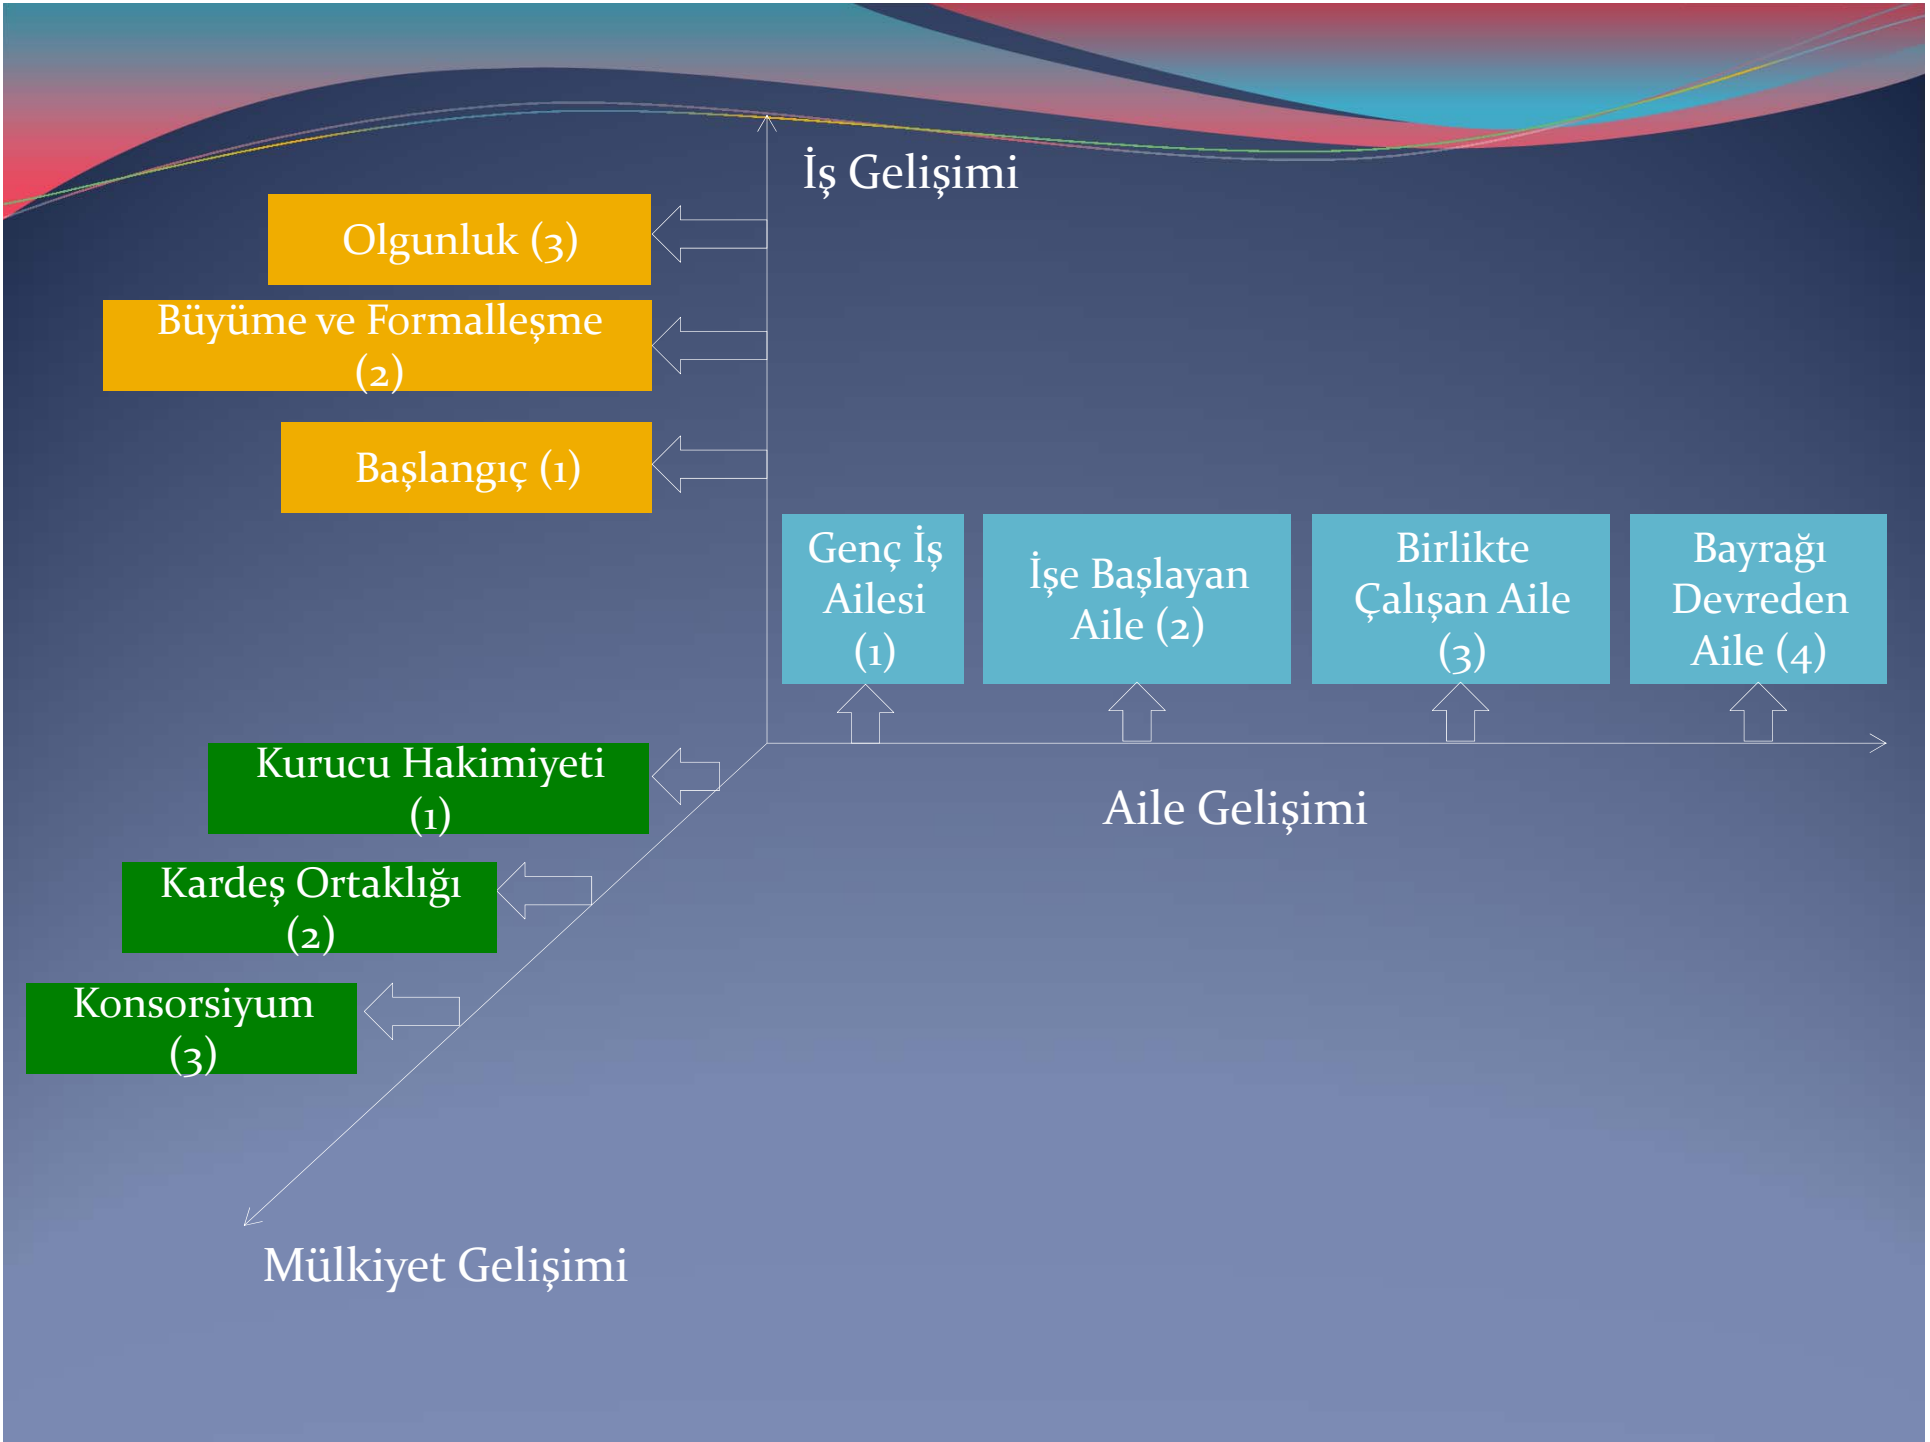 İş Gelişimi
Olgunluk (3)
Büyüme ve Formalleşme
(2)
Başlangıç (1)
Genç İş
Ailesi
(1)
İşe Başlayan
Aile (2)
Birlikte
Çalışan Aile
(3)
Bayrağı
Devreden
Aile (4)
Kurucu Hakimiyeti
(1)
Aile Gelişimi
Kardeş Ortaklığı
(2)
Konsorsiyum
(3)
Mülkiyet Gelişimi